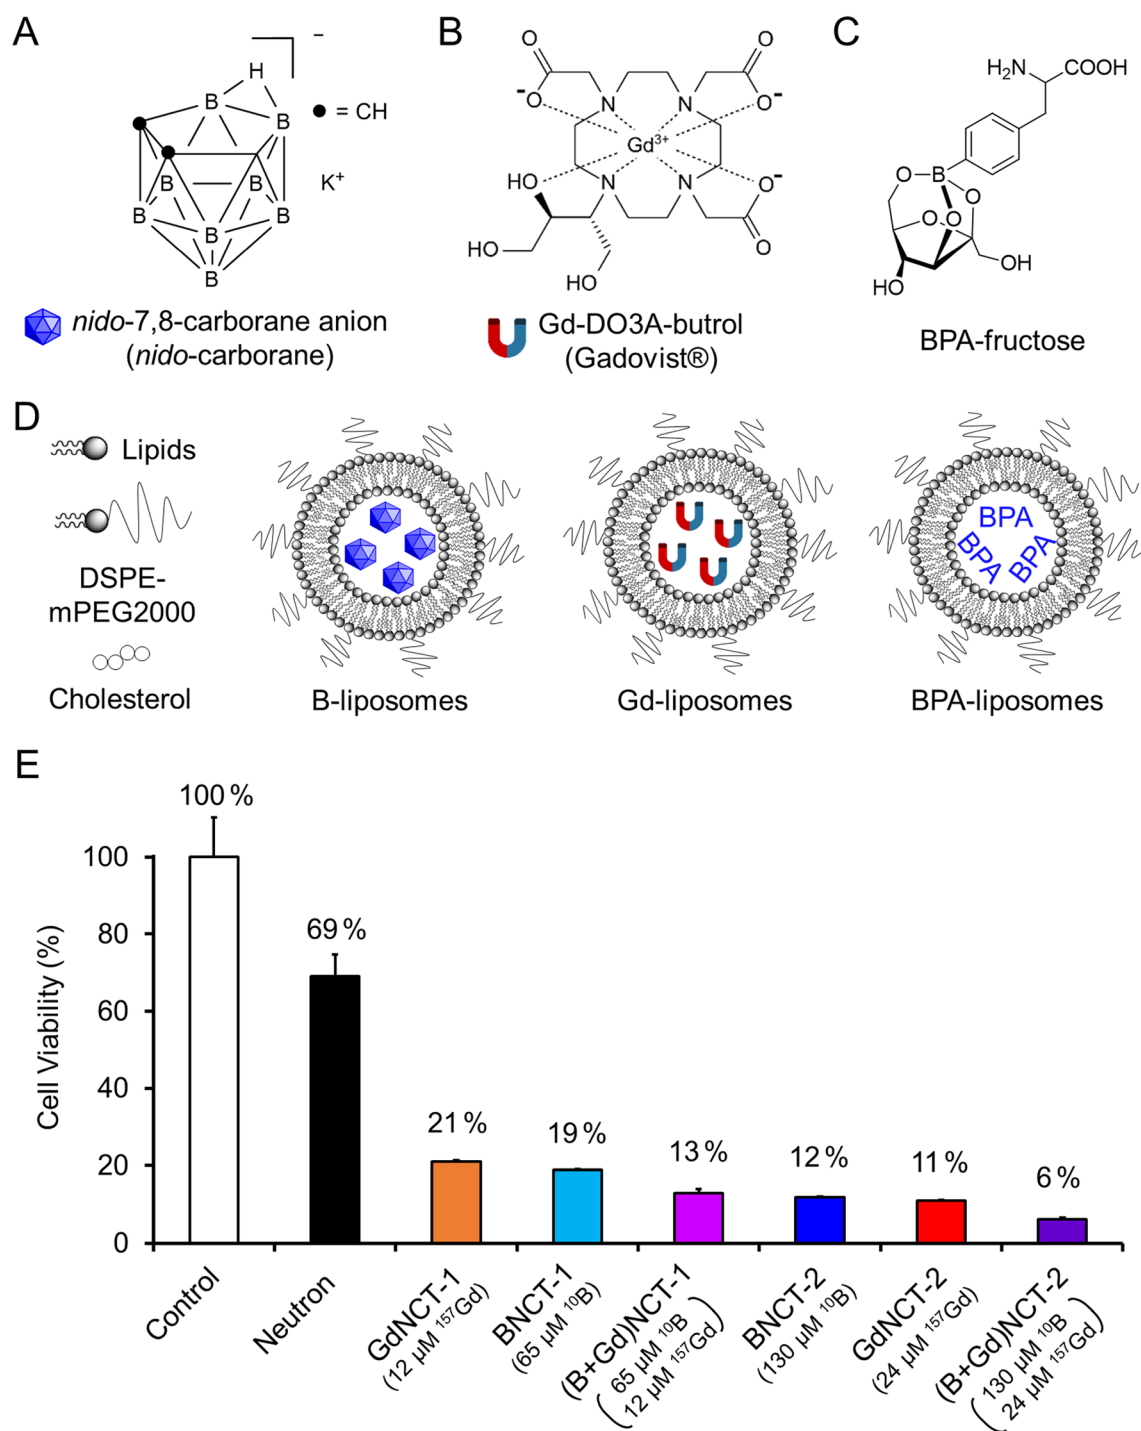 A
B
C
–
H
B
B
● = CH
K⁺
B
B
B
B
B
B
nido-7,8-carborane anion
(nido-carborane)
O
O
-
O
N
N
O
-
Gd³⁺
HO
N
N
O
-
HO
HO
O
Gd-DO3A-butrol
(Gadovist®)
H₂N
COOH
O
B
O
O
O
OH
HO
BPA-fructose
D
Lipids
DSPE-
mPEG2000
Cholesterol
B-liposomes
Gd-liposomes
BPA
BPA
BPA
BPA-liposomes
E
Cell Viability (%)
100
80
60
40
20
0
100 %
69 %
21 %
19 %
13 %
12 %
11 %
6 %
Control
Neutron
GdNCT-1
(12 µM ¹⁵⁷Gd)
BNCT-1
(65 µM ¹⁰B)
(B+Gd)NCT-1
(65 µM ¹⁰B
12 µM ¹⁵⁷Gd)
BNCT-2
(130 µM ¹⁰B)
GdNCT-2
(24 µM ¹⁵⁷Gd)
(B+Gd)NCT-2
(130 µM ¹⁰B
24 µM ¹⁵⁷Gd)